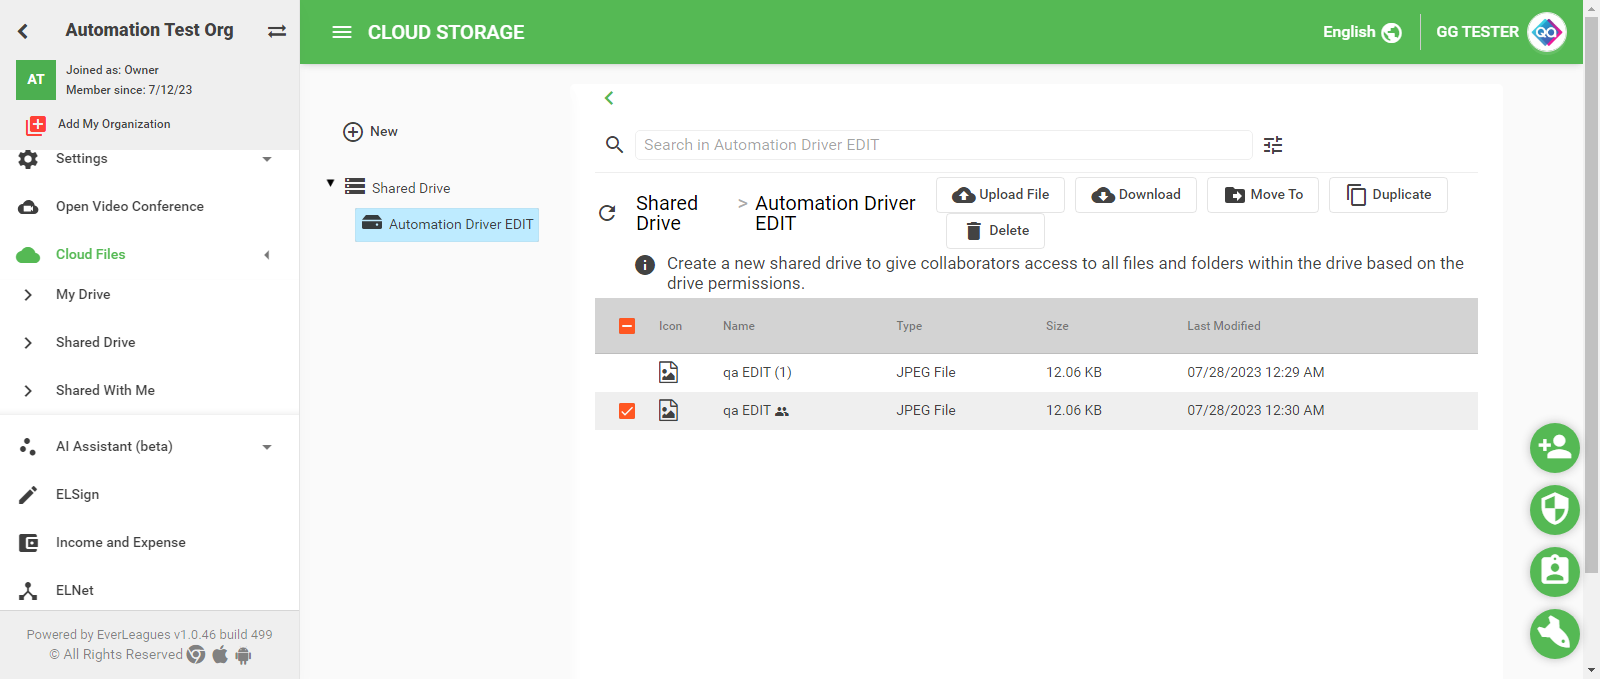 Automation Test Org
AT
Joined as: Owner
Member since: 7/12/23
Add My Organization
Settings
Open Video Conference
Cloud Files
My Drive
Shared Drive
Shared With Me
AI Assistant (beta)
ELSign
Income and Expense
ELNet
Powered by EverLeagues v1.0.46 build 499
© All Rights Reserved
CLOUD STORAGE
English
GG TESTER
QA
New
Shared Drive
Automation Driver EDIT
Search in Automation Driver EDIT
Shared Drive > Automation Driver EDIT
Upload File
Download
Move To
Duplicate
Delete
Create a new shared drive to give collaborators access to all files and folders within the drive based on the
drive permissions.
Icon Name Type Size Last Modified
qa EDIT (1) JPEG File 12.06 KB 07/28/2023 12:29 AM
qa EDIT JPEG File 12.06 KB 07/28/2023 12:30 AM